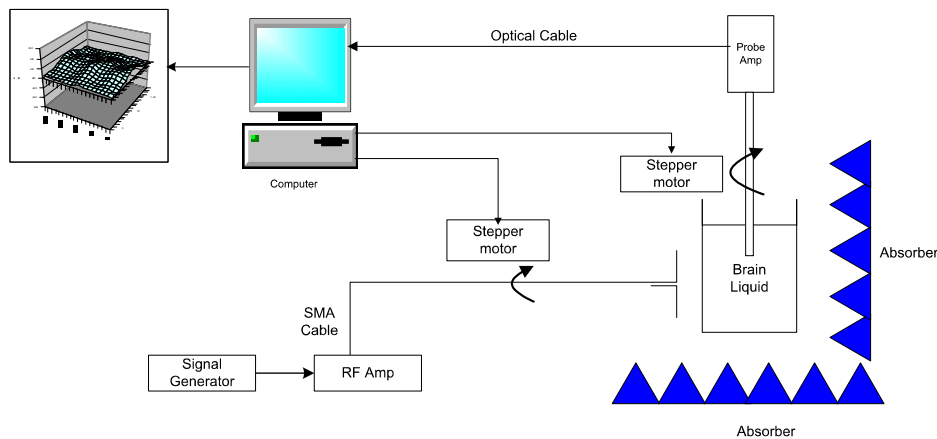 Optical Cable
Probe
Amp
Computer
Stepper
motor
Stepper
motor
Brain
Liquid
Absorber
SMA
Cable
Signal
Generator
RF Amp
Absorber